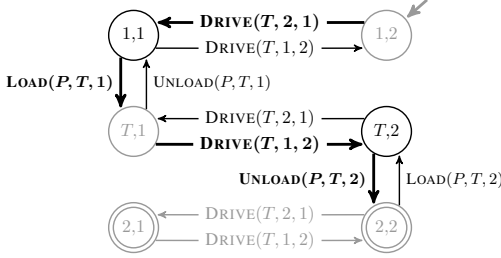 DRIVE(T, 2, 1)
1,1
1,2
DRIVE(T, 1, 2)
LOAD(P, T, 1)
UNLOAD(P, T, 1)
DRIVE(T, 2, 1)
T,1
T,2
DRIVE(T, 1, 2)
UNLOAD(P, T, 2)
LOAD(P, T, 2)
DRIVE(T, 2, 1)
2,1
2,2
DRIVE(T, 1, 2)